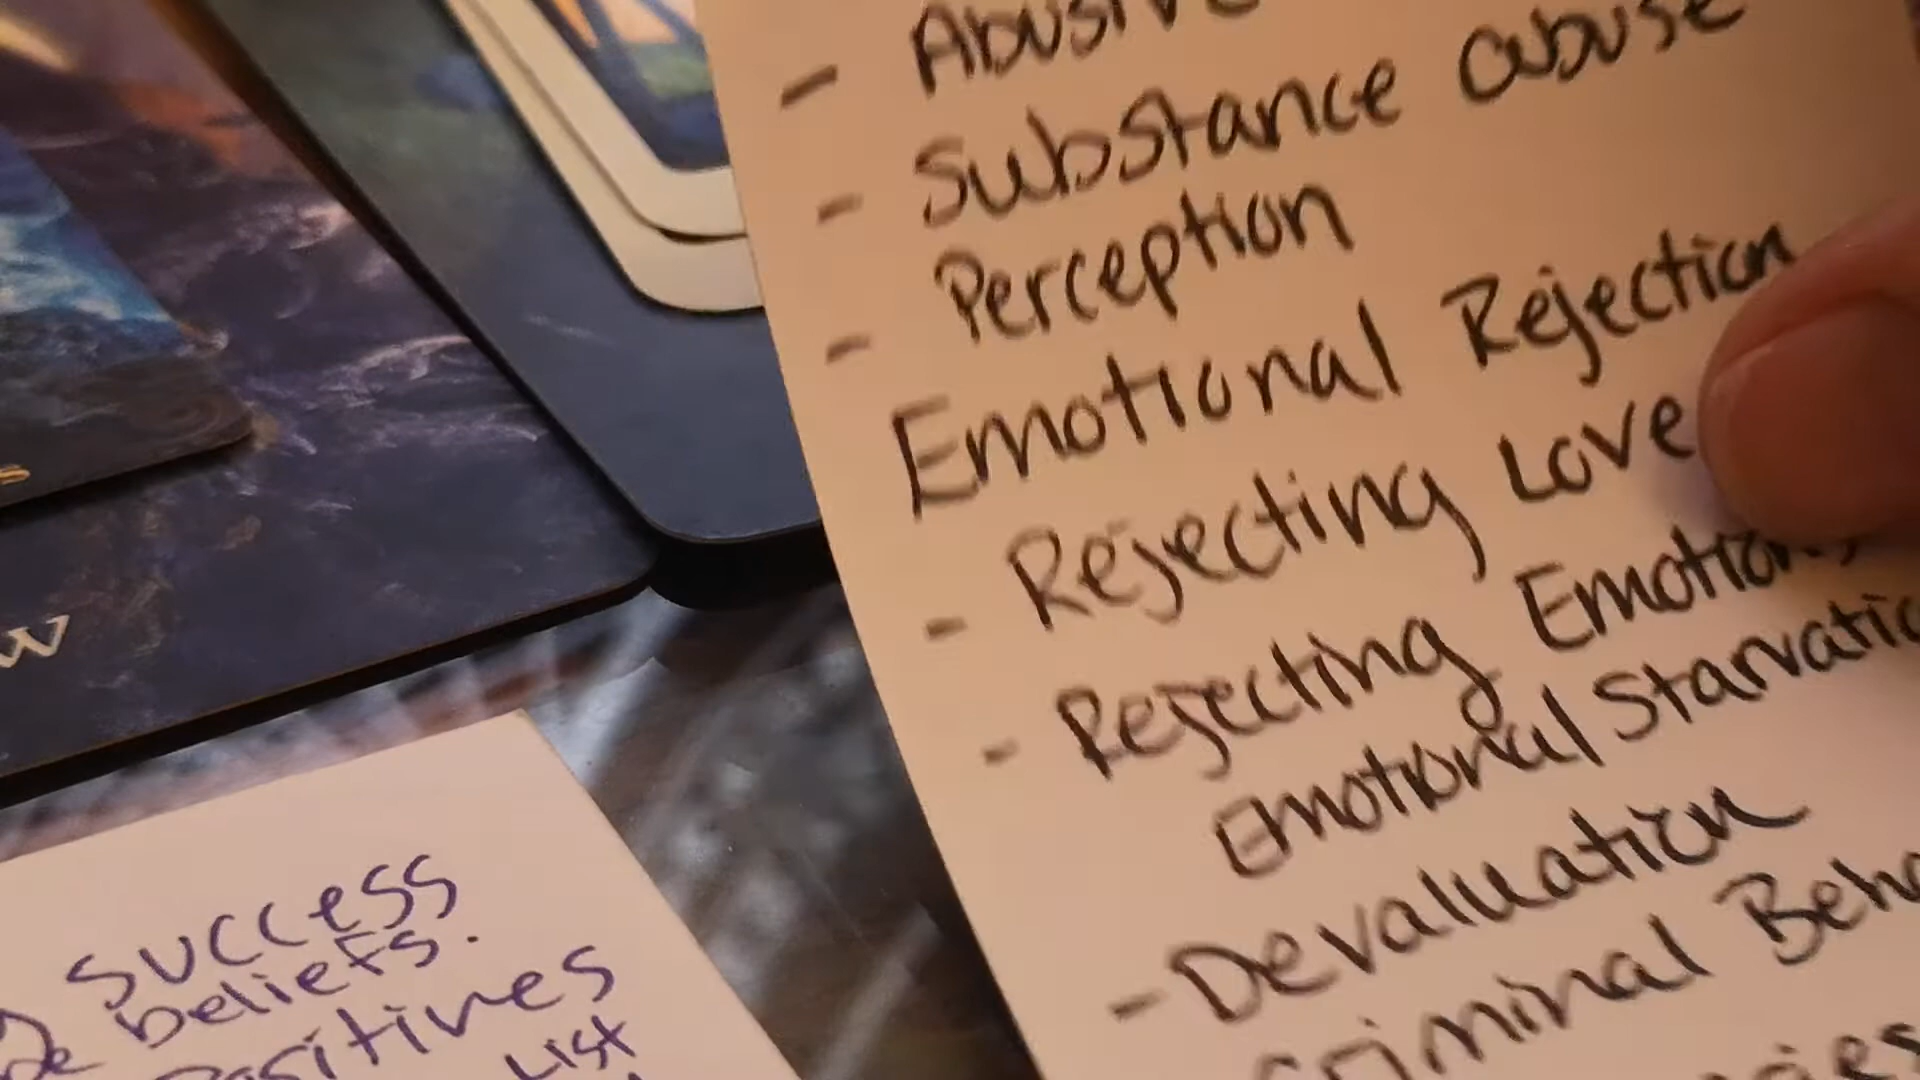 Abusive
- Substance abuse
- Perception
- Emotional Rejection
Rejecting Love
- Rejecting Emotions
- Emotional Starvation
Devaluation
- Criminal
success
beliefs.
Positives
List
s
w